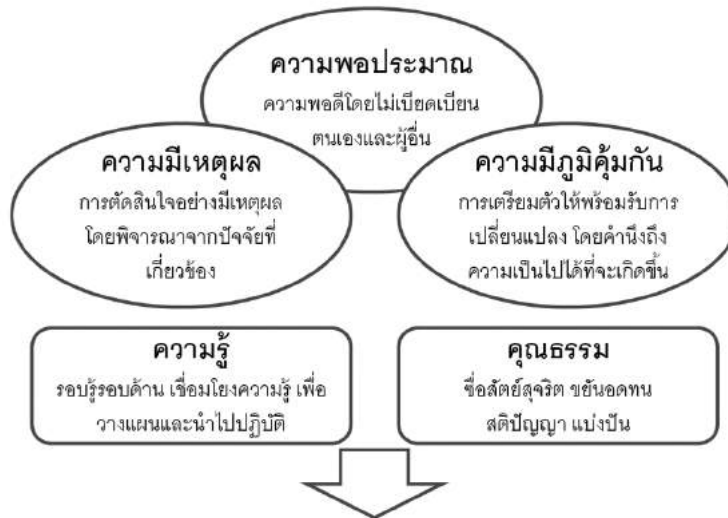 ความพอประมาณ
ความพอดีโดยไม่เบียดเบียน
ตนเองและผู้อื่น
ความมีเหตุผล
การตัดสินใจอย่างมีเหตุผล
โดยพิจารณาจากปัจจัยที่
เกี่ยวข้อง
ความมีภูมิคุ้มกัน
การเตรียมตัวให้พร้อมรับการ
เปลี่ยนแปลง โดยคำนึงถึง
ความเป็นไปได้ที่จะเกิดขึ้น
ความรู้
รอบรู้รอบด้าน เชื่อมโยงความรู้ เพื่อ
วางแผนและนำไปปฏิบัติ
คุณธรรม
ซื่อสัตย์สุจริต ขยันอดทน
สติปัญญา แบ่งปัน